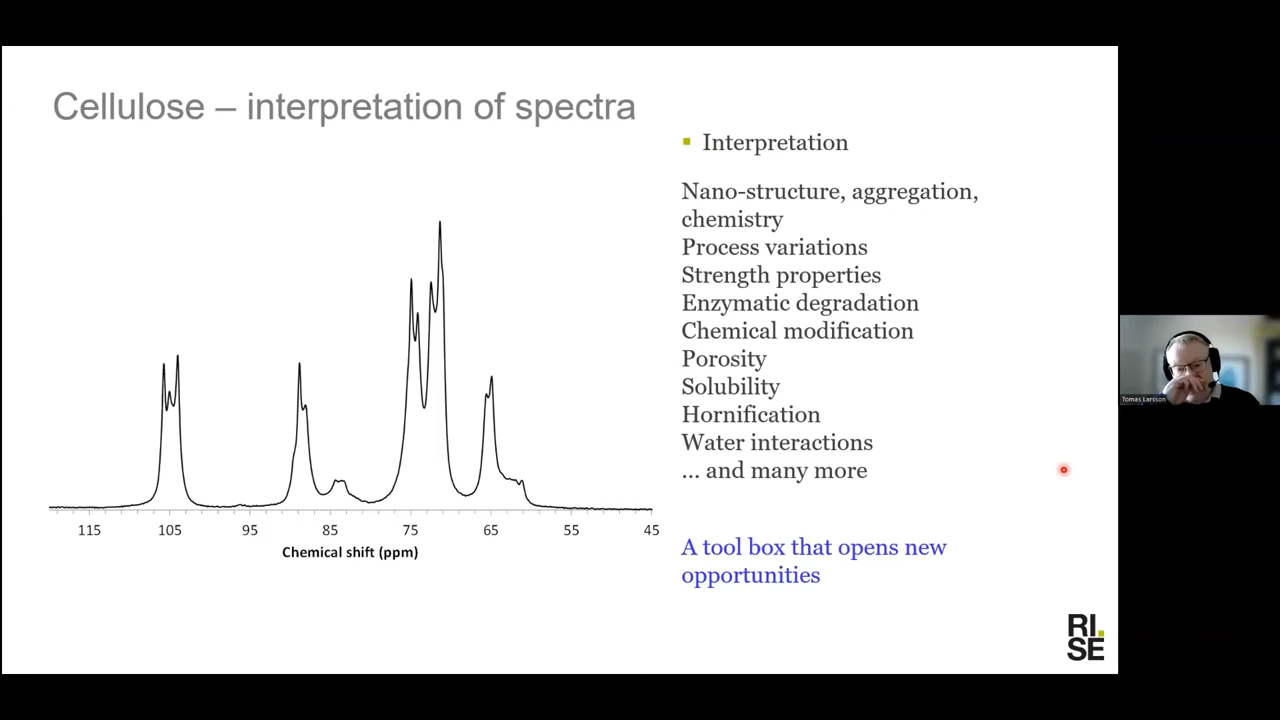 Cellulose – interpretation of spectra
Interpretation
Nano-structure, aggregation,
chemistry
Process variations
Strength properties
Enzymatic degradation
Chemical modification
Porosity
Solubility
Hornification
Water interactions
... and many more
A tool box that opens new
opportunities
115 105 95 85 75 65 55 45
Chemical shift (ppm)
Tomas Larsson
RI.
SE